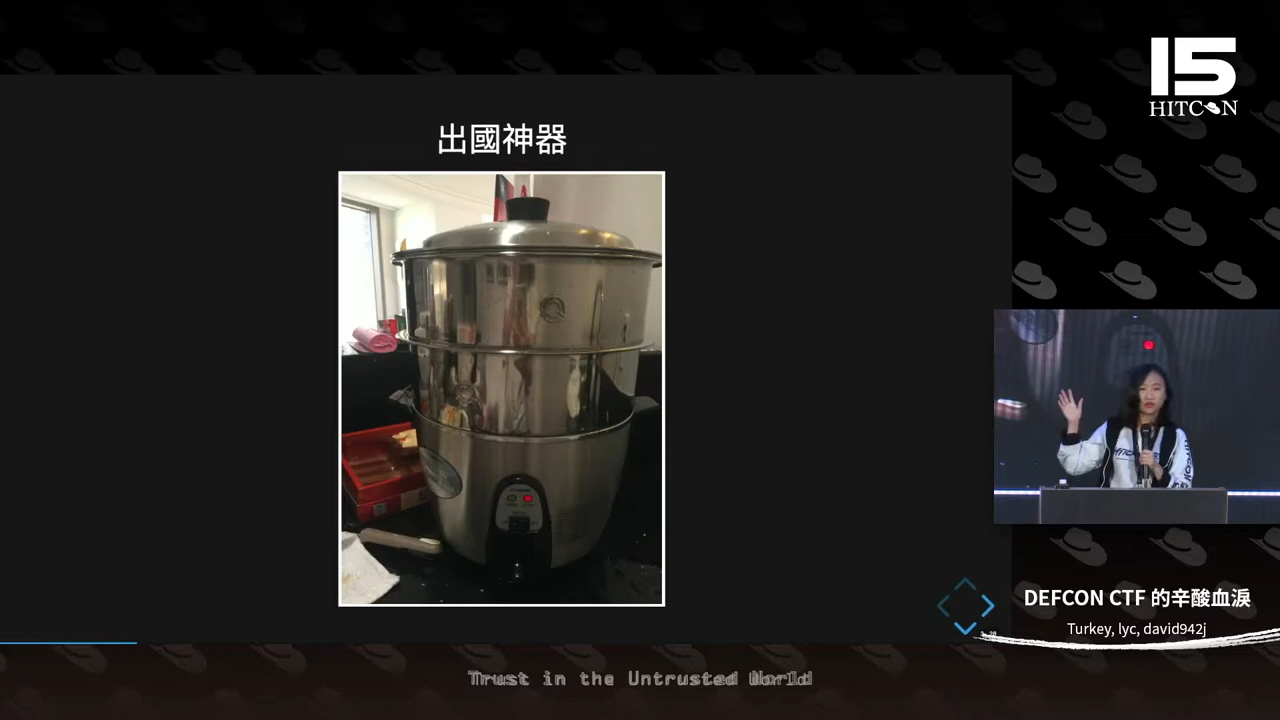 15
HITCON
出國神器
DEFCON CTF 的辛酸血淚
Turkey, lyc, david942j
Trust in the Untrusted World